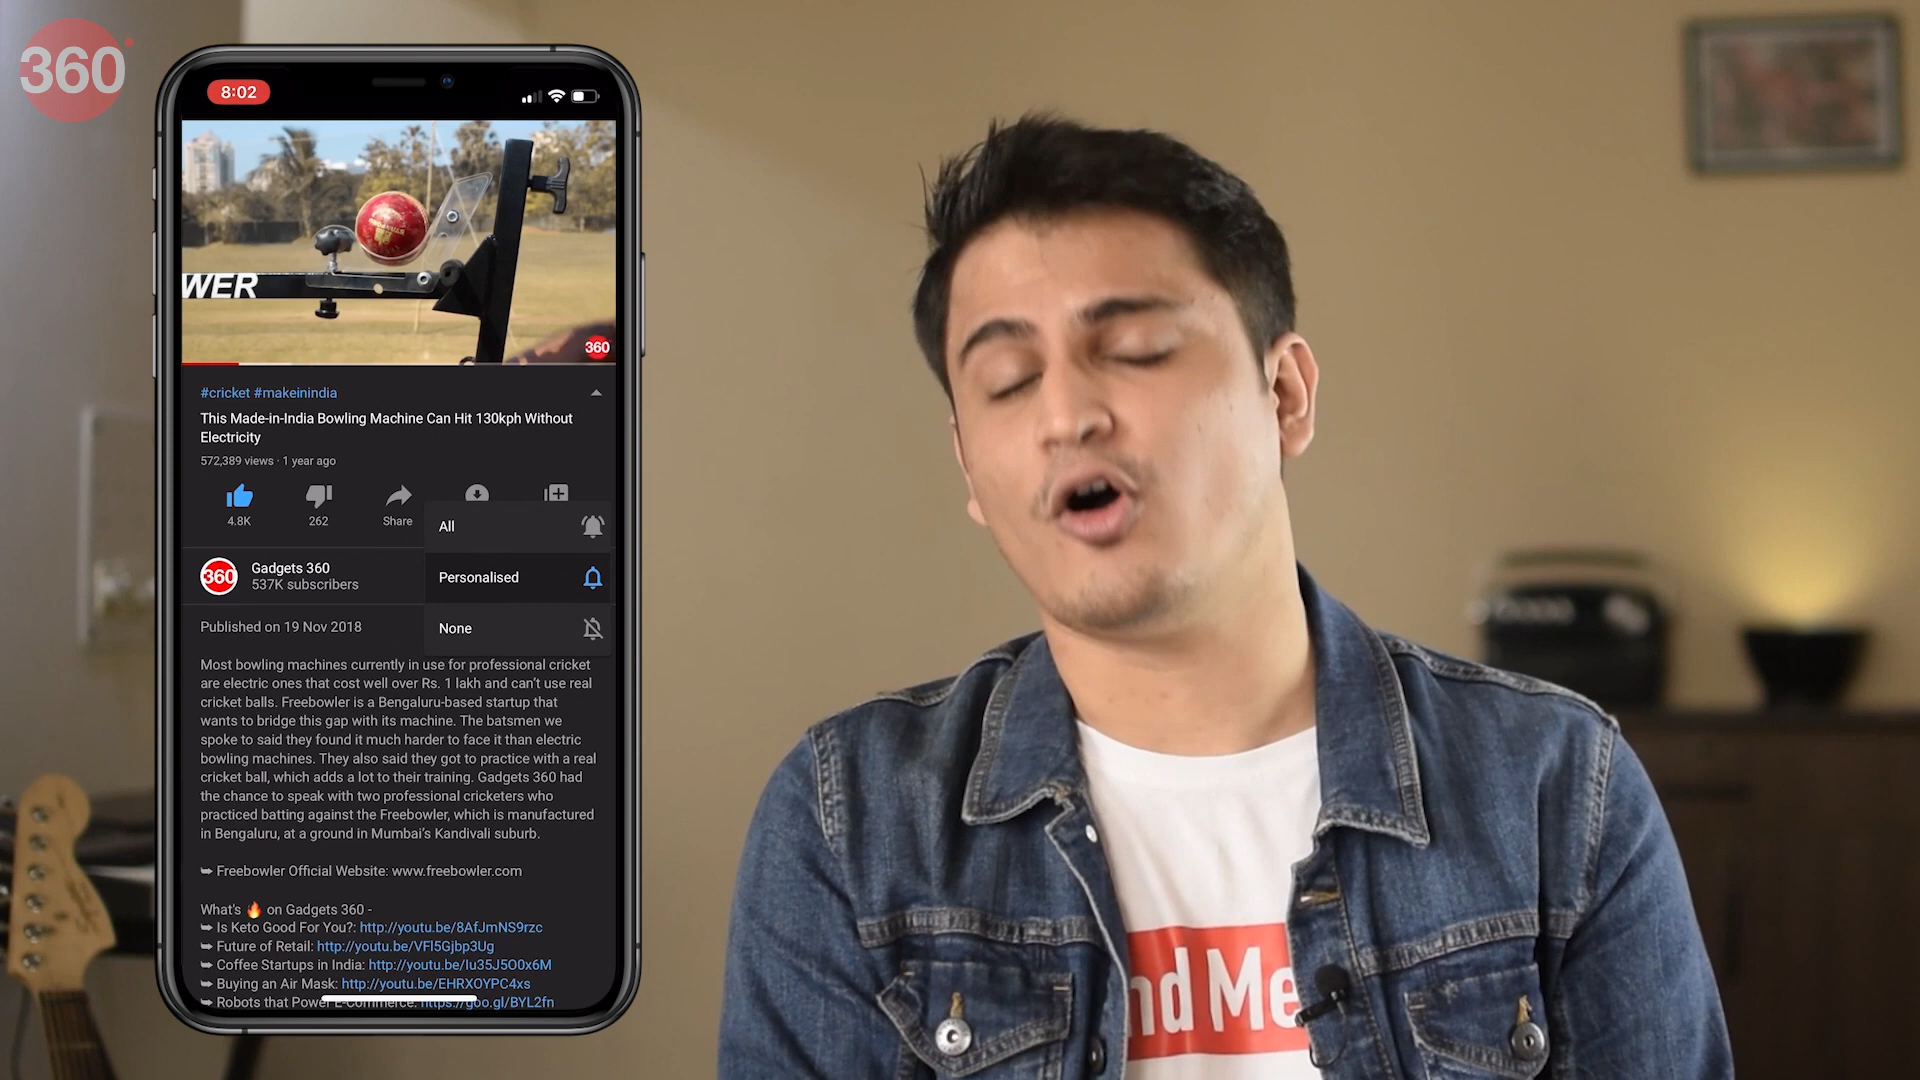 360
8:02
WER
360
#cricket #makeinindia
This Made-in-India Bowling Machine Can Hit 130kph Without
Electricity
572,389 views · 1 year ago
4.8K
262
Share
All
360
Gadgets 360
537K subscribers
Personalised
None
Published on 19 Nov 2018
Most bowling machines currently in use for professional cricket
are electric ones that cost well over Rs. 1 lakh and can't use real
cricket balls. Freebowler is a Bengaluru-based startup that
wants to bridge this gap with its machine. The batsmen we
spoke to said they found it much harder to face it than electric
bowling machines. They also said they got to practice with a real
cricket ball, which adds a lot to their training. Gadgets 360 had
the chance to speak with two professional cricketers who
practiced batting against the Freebowler, which is manufactured
in Bengaluru, at a ground in Mumbai's Kandivali suburb.
➥ Freebowler Official Website: www.freebowler.com
What's 🔥 on Gadgets 360 -
➥ Is Keto Good For You?: http://youtu.be/8AfJmNS9rzc
➥ Future of Retail: http://youtu.be/VFl5Gjbp3Ug
➥ Coffee Startups in India: http://youtu.be/lu35J5O0x6M
➥ Buying an Air Mask: http://youtu.be/EHRXOYPC4xs
➥ Robots that Power E-Commerce: https://goo.gl/BYL2fn
nd Me